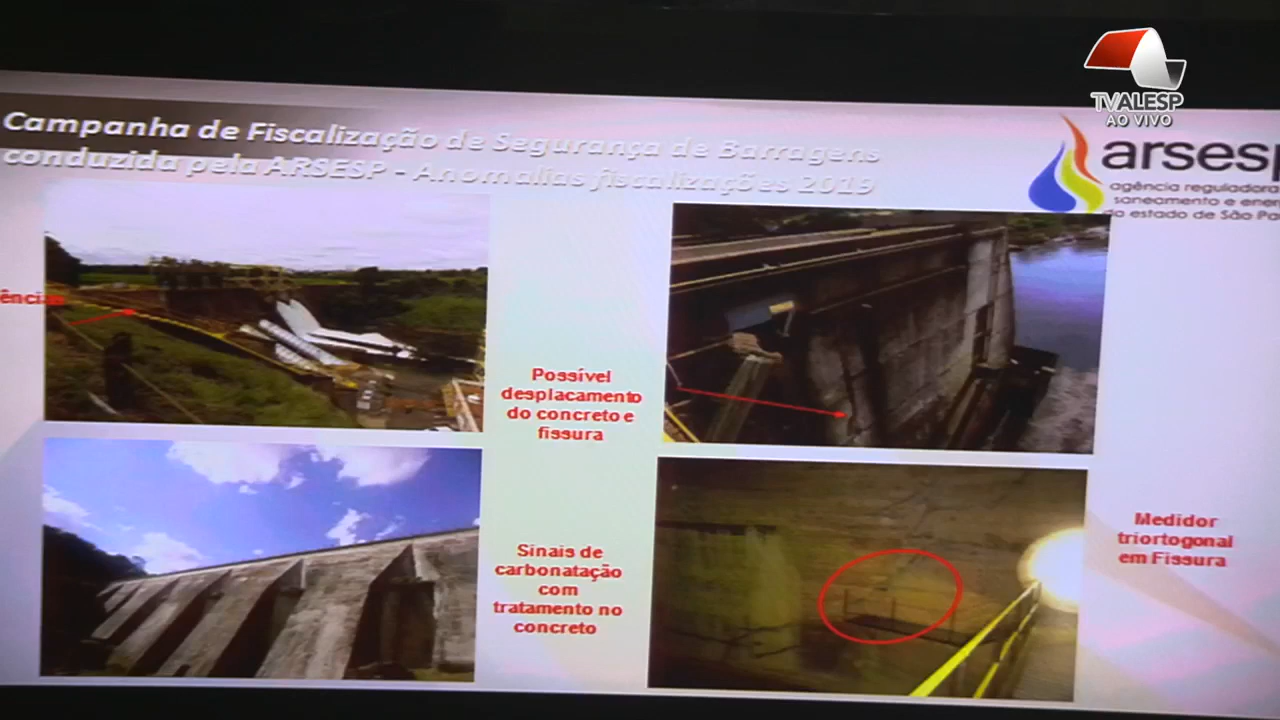 TVALESP
AO VIVO
Campanha de Fiscalização de Segurança de Barragens
conduzida pela ARSESP - Anomalias fiscalizações 2019
arsesp
agência reguladora
saneamento e ener
do estado de São Pa
ências
Possível
desplacamento
do concreto e
fissura
Sinais de
carbonatação
com
tratamento no
concreto
Medidor
triortogonal
em Fissura